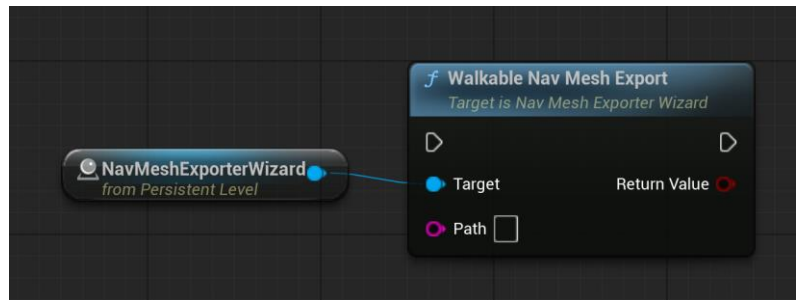 f Walkable Nav Mesh Export
Target is Nav Mesh Exporter Wizard
NavMeshExporterWizard
from Persistent Level
Target
Return Value
Path